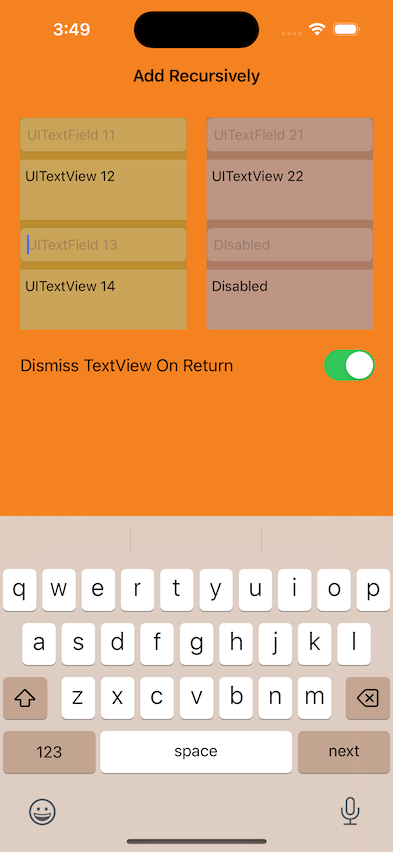 3:49
Add Recursively
UITextField 11
UITextField 21
UITextView 12
UITextView 22
UITextField 13
DIsabled
UITextView 14
Disabled
Dismiss TextView On Return
q w e r t y u i o p
a s d f g h j k l
z x c v b n m
123 space next